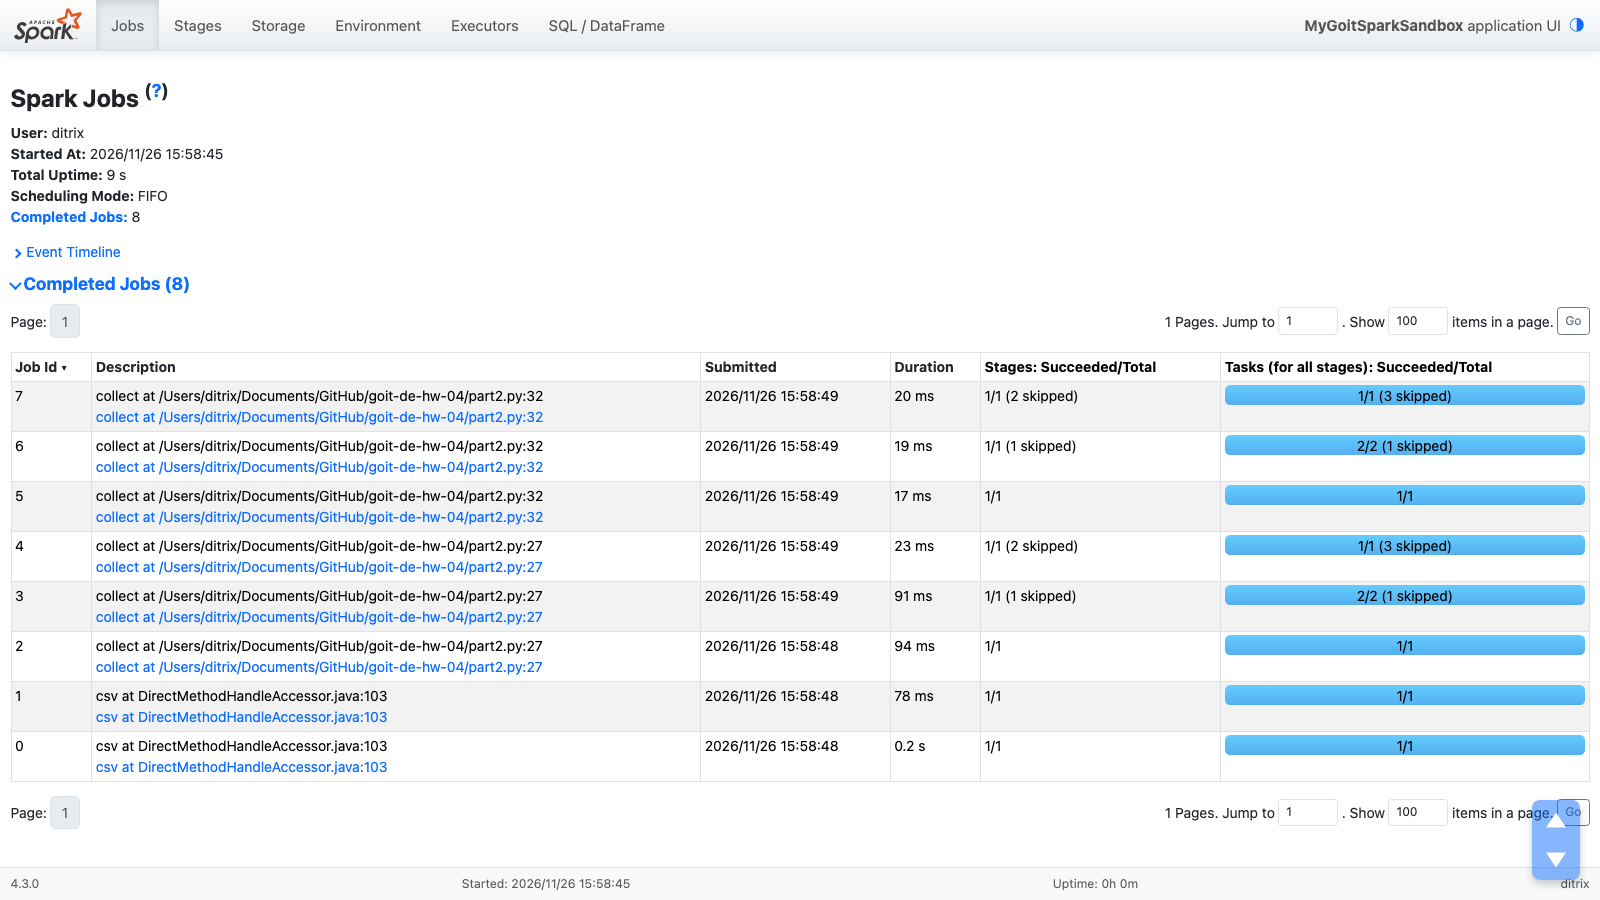 APACHE
Spark
Jobs
Stages
Storage
Environment
Executors
SQL / DataFrame
MyGoitSparkSandbox application UI
Spark Jobs (?)
User: ditrix
Started At: 2026/11/26 15:58:45
Total Uptime: 9 s
Scheduling Mode: FIFO
Completed Jobs: 8
Event Timeline
Completed Jobs (8)
Page: 1
1 Pages. Jump to 1 . Show 100 items in a page. Go
Job Id ▾ Description Submitted Duration Stages: Succeeded/Total Tasks (for all stages): Succeeded/Total
7 collect at /Users/ditrix/Documents/GitHub/goit-de-hw-04/part2.py:32 2026/11/26 15:58:49 20 ms 1/1 (2 skipped) 1/1 (3 skipped)
collect at /Users/ditrix/Documents/GitHub/goit-de-hw-04/part2.py:32
6 collect at /Users/ditrix/Documents/GitHub/goit-de-hw-04/part2.py:32 2026/11/26 15:58:49 19 ms 1/1 (1 skipped) 2/2 (1 skipped)
collect at /Users/ditrix/Documents/GitHub/goit-de-hw-04/part2.py:32
5 collect at /Users/ditrix/Documents/GitHub/goit-de-hw-04/part2.py:32 2026/11/26 15:58:49 17 ms 1/1 1/1
collect at /Users/ditrix/Documents/GitHub/goit-de-hw-04/part2.py:32
4 collect at /Users/ditrix/Documents/GitHub/goit-de-hw-04/part2.py:27 2026/11/26 15:58:49 23 ms 1/1 (2 skipped) 1/1 (3 skipped)
collect at /Users/ditrix/Documents/GitHub/goit-de-hw-04/part2.py:27
3 collect at /Users/ditrix/Documents/GitHub/goit-de-hw-04/part2.py:27 2026/11/26 15:58:49 91 ms 1/1 (1 skipped) 2/2 (1 skipped)
collect at /Users/ditrix/Documents/GitHub/goit-de-hw-04/part2.py:27
2 collect at /Users/ditrix/Documents/GitHub/goit-de-hw-04/part2.py:27 2026/11/26 15:58:48 94 ms 1/1 1/1
collect at /Users/ditrix/Documents/GitHub/goit-de-hw-04/part2.py:27
1 csv at DirectMethodHandleAccessor.java:103 2026/11/26 15:58:48 78 ms 1/1 1/1
csv at DirectMethodHandleAccessor.java:103
0 csv at DirectMethodHandleAccessor.java:103 2026/11/26 15:58:48 0.2 s 1/1 1/1
csv at DirectMethodHandleAccessor.java:103
Page: 1
1 Pages. Jump to 1 . Show 100 items in a page. Go
4.3.0 Started: 2026/11/26 15:58:45 Uptime: 0h 0m ditrix